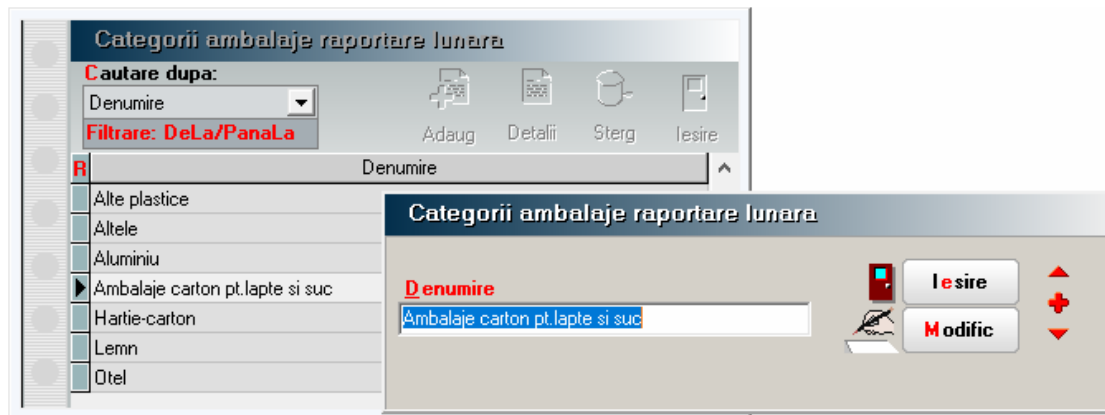 Categorii ambalaje raportare lunara
Cautare dupa:
Denumire
Filtrare: DeLa/PanaLa
Adaug
Detalii
Sterg
Iesire
R
Denumire
Alte plastice
Altele
Aluminiu
Ambalaje carton pt.lapte si suc
Hartie-carton
Lemn
Otel
Categorii ambalaje raportare lunara
Denumire
Ambalaje carton pt.lapte si suc
Iesire
Modific